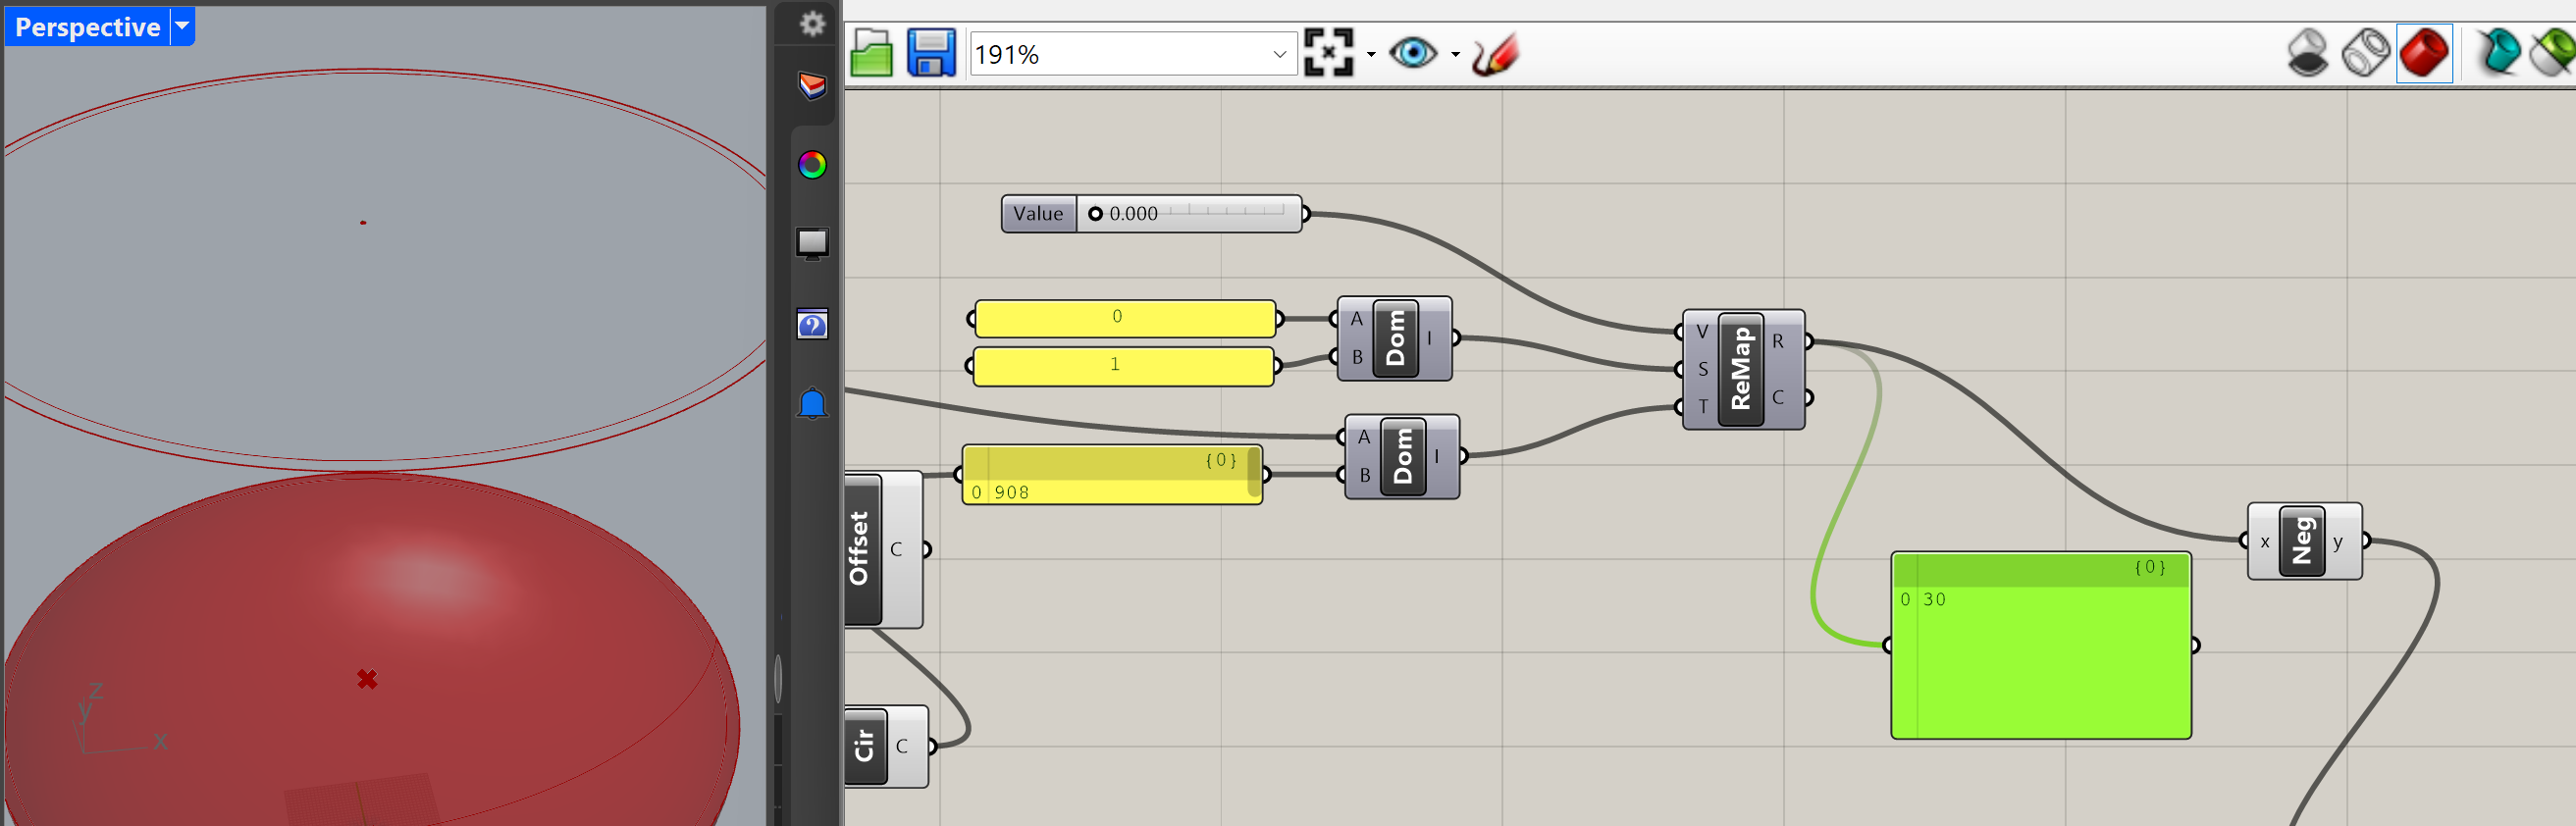 Perspective
z
y
x
191%
Value 0.000
0
1
A
B
Dom
I
A
B
Dom
I
{0}
0 908
V
S
T
ReMap
R
C
Offset
C
Cir
C
{0}
0 30
x
Neg
y